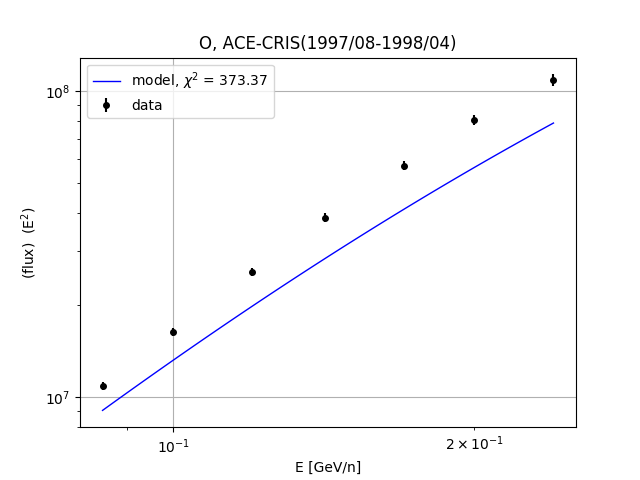 O, ACE-CRIS(1997/08-1998/04)
model, χ² = 373.37
data
10⁸
10⁷
(flux) (E²)
10⁻¹
2 × 10⁻¹
E [GeV/n]